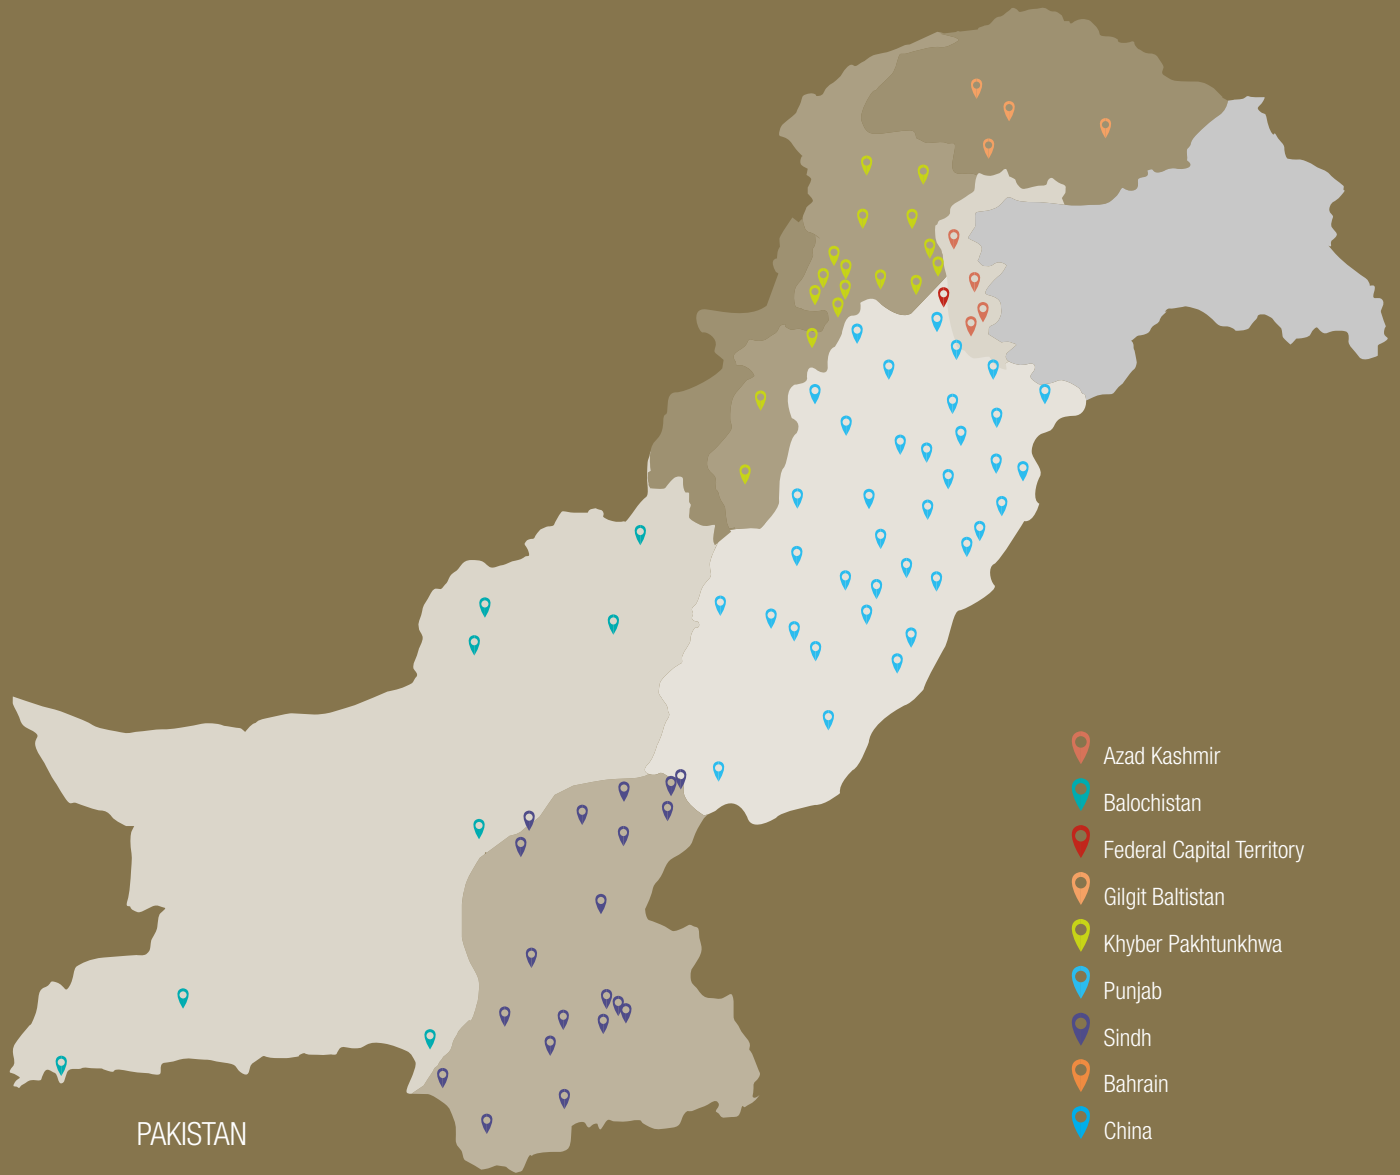 Azad Kashmir
Balochistan
Federal Capital Territory
Gilgit Baltistan
Khyber Pakhtunkhwa
Punjab
Sindh
Bahrain
China
PAKISTAN